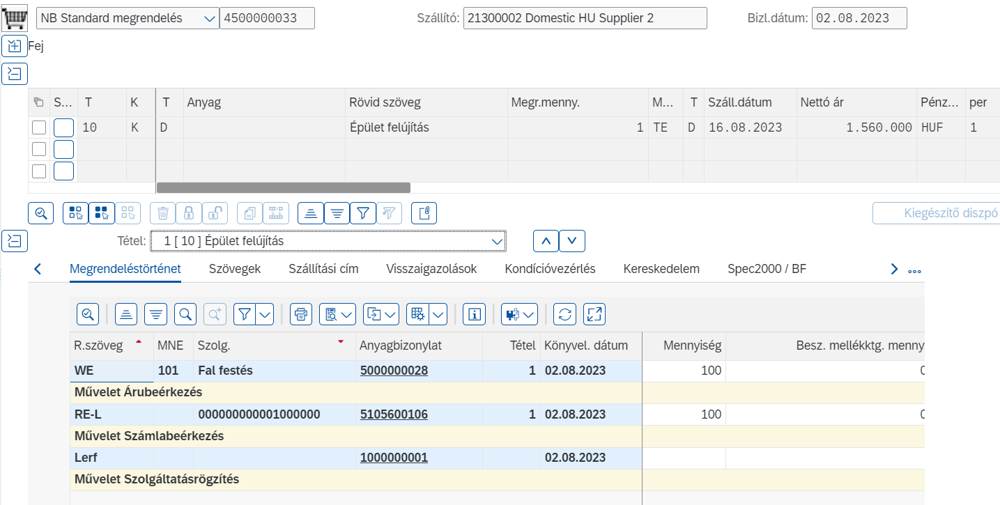 NB Standard megrendelés 4500000033 Szállító: 21300002 Domestic HU Supplier 2 Bizl.dátum: 02.08.2023
Fej
S... T K T Anyag Rövid szöveg Megr.menny. M... T Száll.dátum Nettó ár Pénz... per
10 K D Épület felújítás 1 TE D 16.08.2023 1.560.000 HUF 1
Kiegészítő diszpó
Tétel: 1 [ 10 ] Épület felújítás
Megrendeléstörténet Szövegek Szállítási cím Visszaigazolások Kondícióvezérlés Kereskedelem Spec2000 / BF
R.szöveg MNE Szolg. Anyagbizonylat Tétel Könyvel. dátum Mennyiség Besz. mellékktg. menny
WE 101 Fal festés 5000000028 1 02.08.2023 100 0
Művelet Árubeérkezés
RE-L 000000000001000000 5105600106 1 02.08.2023 100 0
Művelet Számlabeérkezés
Lerf 1000000001 02.08.2023
Művelet Szolgáltatásrögzítés